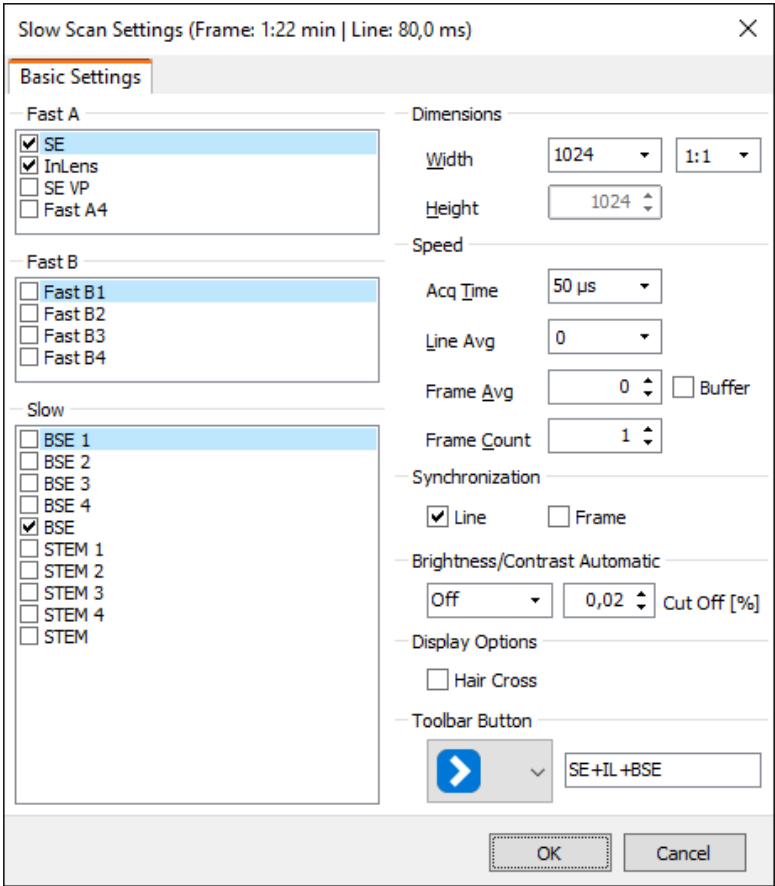 Slow Scan Settings (Frame: 1:22 min | Line: 80,0 ms)
Basic Settings
Fast A
SE
InLens
SE VP
Fast A4
Fast B
Fast B1
Fast B2
Fast B3
Fast B4
Slow
BSE 1
BSE 2
BSE 3
BSE 4
BSE
STEM 1
STEM 2
STEM 3
STEM 4
STEM
Dimensions
Width 1024 1:1
Height 1024
Speed
Acq Time 50 µs
Line Avg 0
Frame Avg 0 Buffer
Frame Count 1
Synchronization
Line Frame
Brightness/Contrast Automatic
Off 0,02 Cut Off [%]
Display Options
Hair Cross
Toolbar Button
SE+IL+BSE
OK Cancel